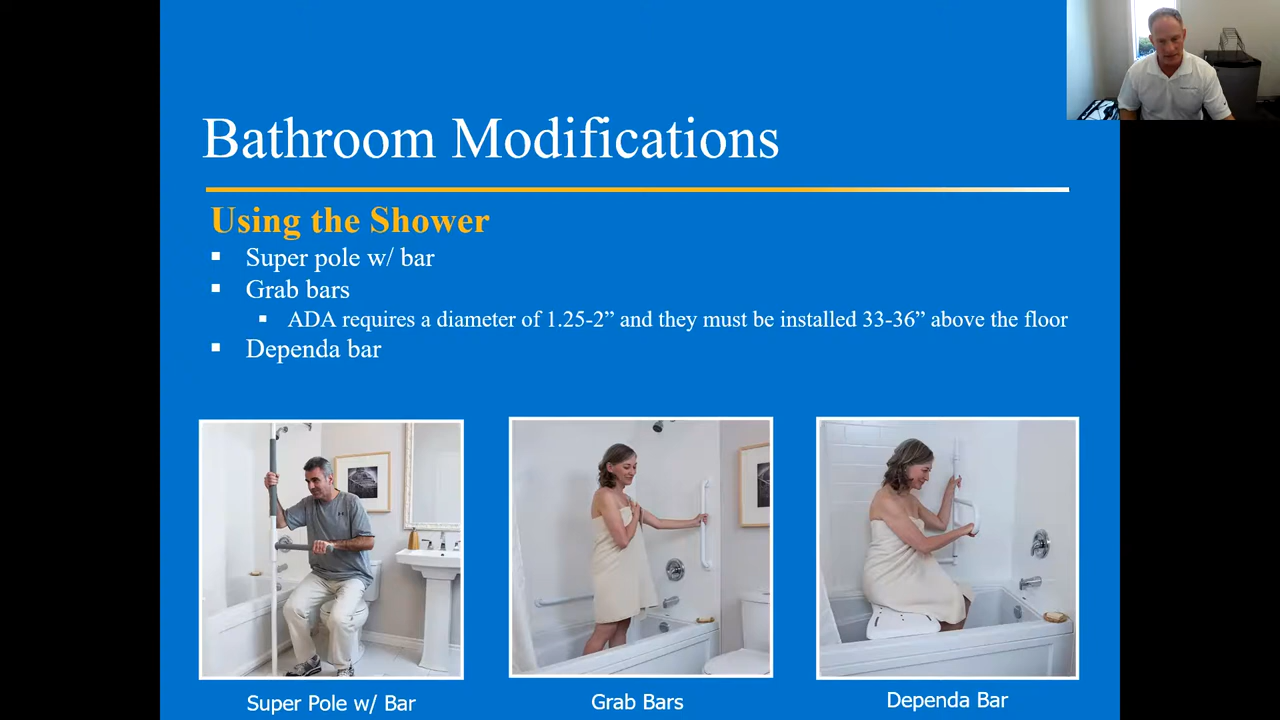 Bathroom Modifications
Using the Shower
▪ Super pole w/ bar
▪ Grab bars
▪ ADA requires a diameter of 1.25-2” and they must be installed 33-36” above the floor
▪ Dependa bar
Super Pole w/ Bar
Grab Bars
Dependa Bar